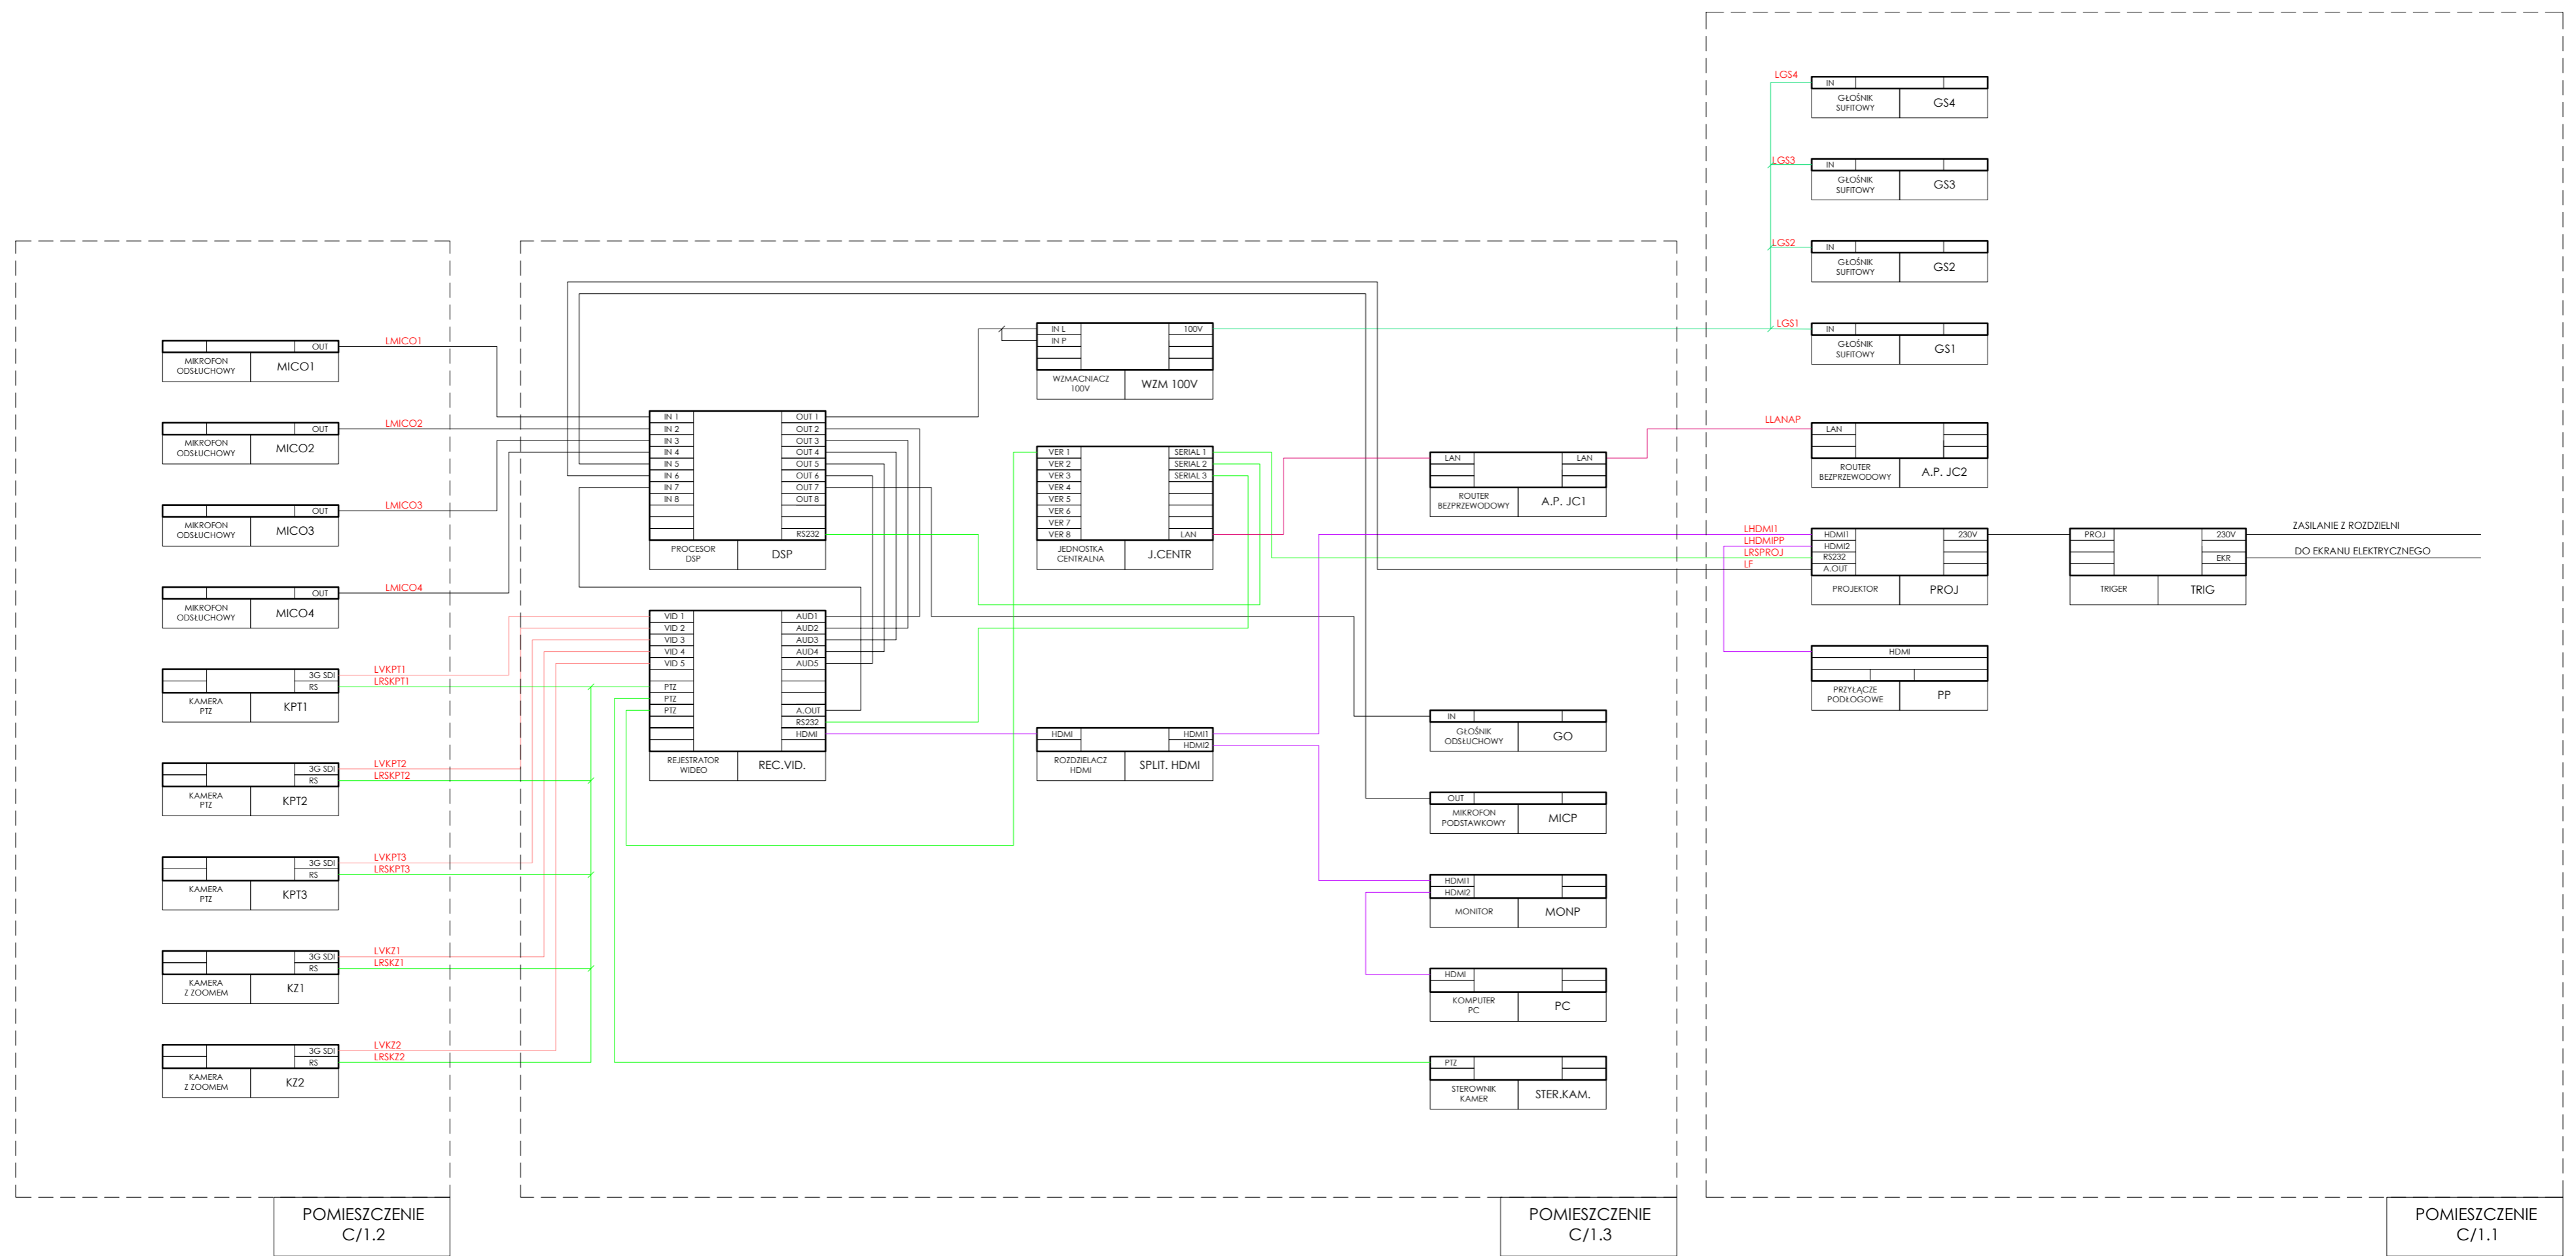 LMICO1
OUT
MIKROFON
ODSŁUCHOWY
MICO1
LMICO2
OUT
MIKROFON
ODSŁUCHOWY
MICO2
LMICO3
OUT
MIKROFON
ODSŁUCHOWY
MICO3
LMICO4
OUT
MIKROFON
ODSŁUCHOWY
MICO4
LVKPT1
3G SDI
LRSKPT1
RS
KAMERA
PTZ
KPT1
LVKPT2
3G SDI
LRSKPT2
RS
KAMERA
PTZ
KPT2
LVKPT3
3G SDI
LRSKPT3
RS
KAMERA
PTZ
KPT3
LVKZ1
3G SDI
LRSKZ1
RS
KAMERA
Z ZOOMEM
KZ1
LVKZ2
3G SDI
LRSKZ2
RS
KAMERA
Z ZOOMEM
KZ2
POMIESZCZENIE
C/1.2
IN 1 OUT 1
IN 2 OUT 2
IN 3 OUT 3
IN 4 OUT 4
IN 5 OUT 5
IN 6 OUT 6
IN 7 OUT 7
IN 8 OUT 8
RS232
PROCESOR
DSP
DSP
VID 1 AUD1
VID 2 AUD2
VID 3 AUD3
VID 4 AUD4
VID 5 AUD5
PTZ
PTZ
PTZ A.OUT
RS232
HDMI
REJESTRATOR
WIDEO
REC.VID.
IN L 100V
IN P
WZMACNIACZ
100V
WZM 100V
VER 1 SERIAL 1
VER 2 SERIAL 2
VER 3 SERIAL 3
VER 4
VER 5
VER 6
VER 7
VER 8 LAN
JEDNOSTKA
CENTRALNA
J.CENTR
HDMI HDMI1
HDMI2
ROZDZIELACZ
HDMI
SPLIT. HDMI
LAN LAN
ROUTER
BEZPRZEWODOWY
A.P. JC1
IN
GŁOŚNIK
ODSŁUCHOWY
GO
OUT
MIKROFON
PODSTAWKOWY
MICP
HDMI1
HDMI2
MONITOR
MONP
HDMI
KOMPUTER
PC
PC
PTZ
STEROWNIK
KAMER
STER.KAM.
POMIESZCZENIE
C/1.3
LGS4
IN
GŁOŚNIK
SUFITOWY
GS4
LGS3
IN
GŁOŚNIK
SUFITOWY
GS3
LGS2
IN
GŁOŚNIK
SUFITOWY
GS2
LGS1
IN
GŁOŚNIK
SUFITOWY
GS1
LLANAP
LAN
ROUTER
BEZPRZEWODOWY
A.P. JC2
LHDMI1
LHDMIPP
LRSPROJ
LF
HDMI1 230V
HDMI2
RS232
A.OUT
PROJEKTOR
PROJ
PROJ 230V
EKR
TRIGER
TRIG
ZASILANIE Z ROZDZIELNI
DO EKRANU ELEKTRYCZNEGO
HDMI
PRZYŁĄCZE
PODŁOGOWE
PP
POMIESZCZENIE
C/1.1